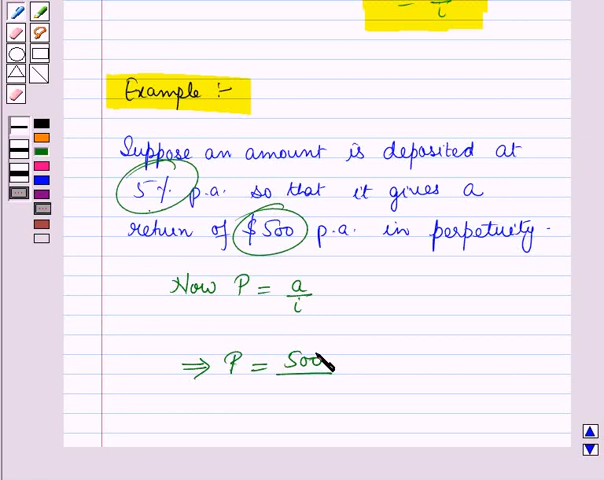 = i
Example :-
Suppose an amount is deposited at
5% p.a. so that it gives a
return of $500 p.a. in perpetuity.
Now P = a/i
⇒ P = 500